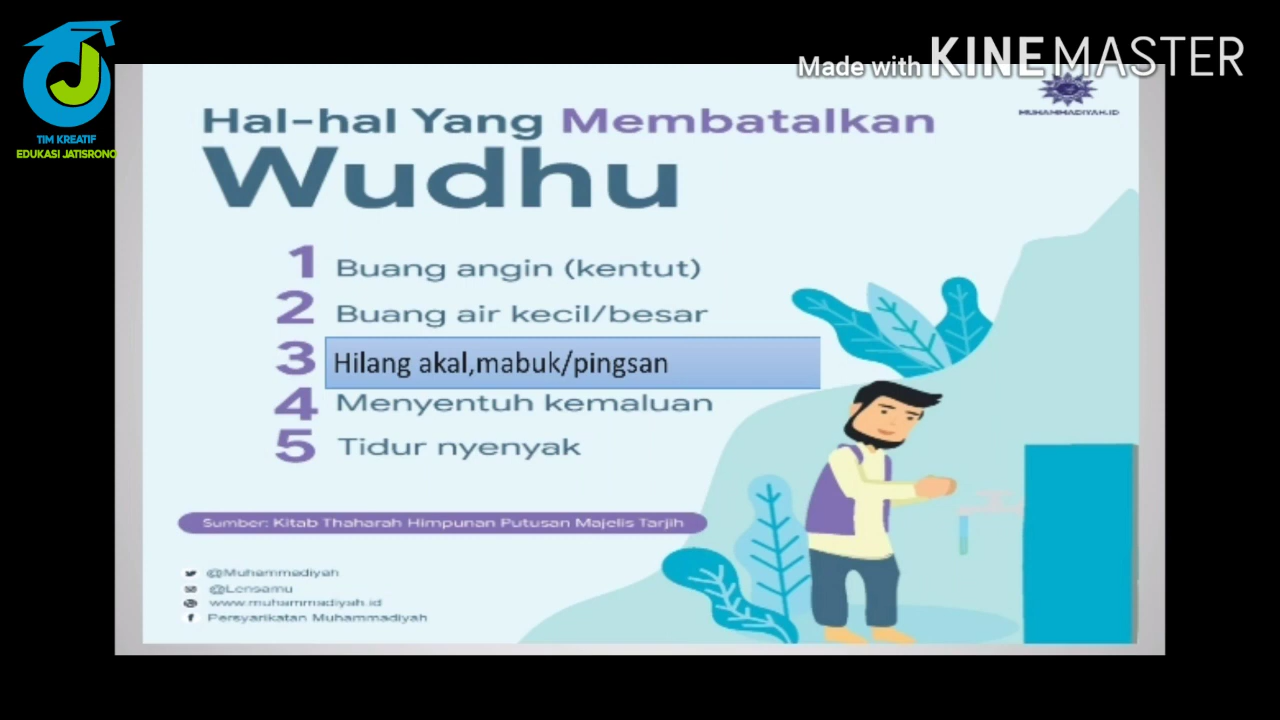 Made with KINEMASTER
TIM KREATIF
EDUKASI JATISRONO
MUHAMMADIYAH.ID
Hal-hal Yang Membatalkan
Wudhu
1 Buang angin (kentut)
2 Buang air kecil/besar
3 Hilang akal,mabuk/pingsan
4 Menyentuh kemaluan
5 Tidur nyenyak
Sumber: Kitab Thaharah Himpunan Putusan Majelis Tarjih
@Muhammadiyah
@Lensamu
www.muhammadiyah.id
Persyarikatan Muhammadiyah